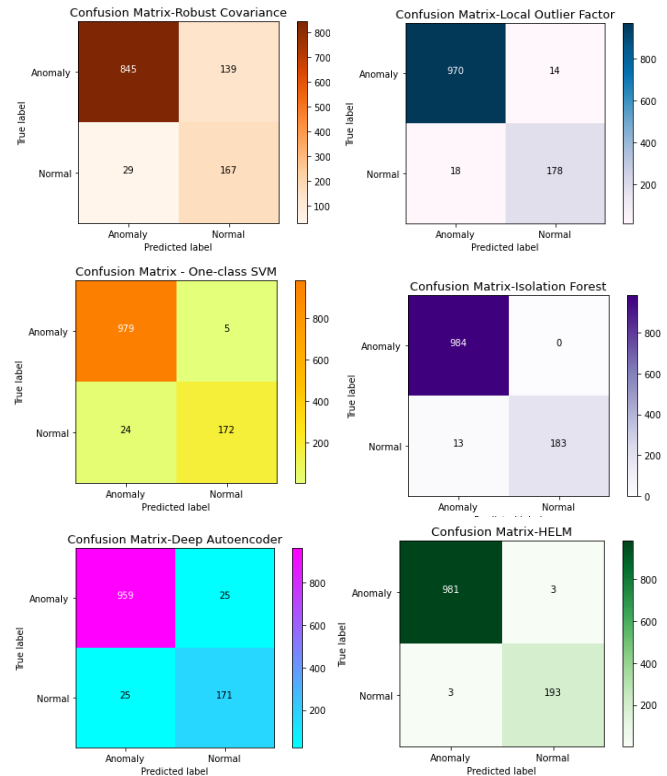 Confusion Matrix-Robust Covariance
True label
Anomaly
Normal
845 139
29 167
Anomaly Normal
Predicted label
800
700
600
500
400
300
200
100
Confusion Matrix-Local Outlier Factor
True label
Anomaly
Normal
970 14
18 178
Anomaly Normal
Predicted label
800
600
400
200
Confusion Matrix - One-class SVM
True label
Anomaly
Normal
979 5
24 172
Anomaly Normal
Predicted label
800
600
400
200
Confusion Matrix-Isolation Forest
True label
Anomaly
Normal
984 0
13 183
Anomaly Normal
Predicted label
800
600
400
200
0
Confusion Matrix-Deep Autoencoder
True label
Anomaly
Normal
959 25
25 171
Anomaly Normal
Predicted label
800
600
400
200
Confusion Matrix-HELM
True label
Anomaly
Normal
981 3
3 193
Anomaly Normal
Predicted label
800
600
400
200